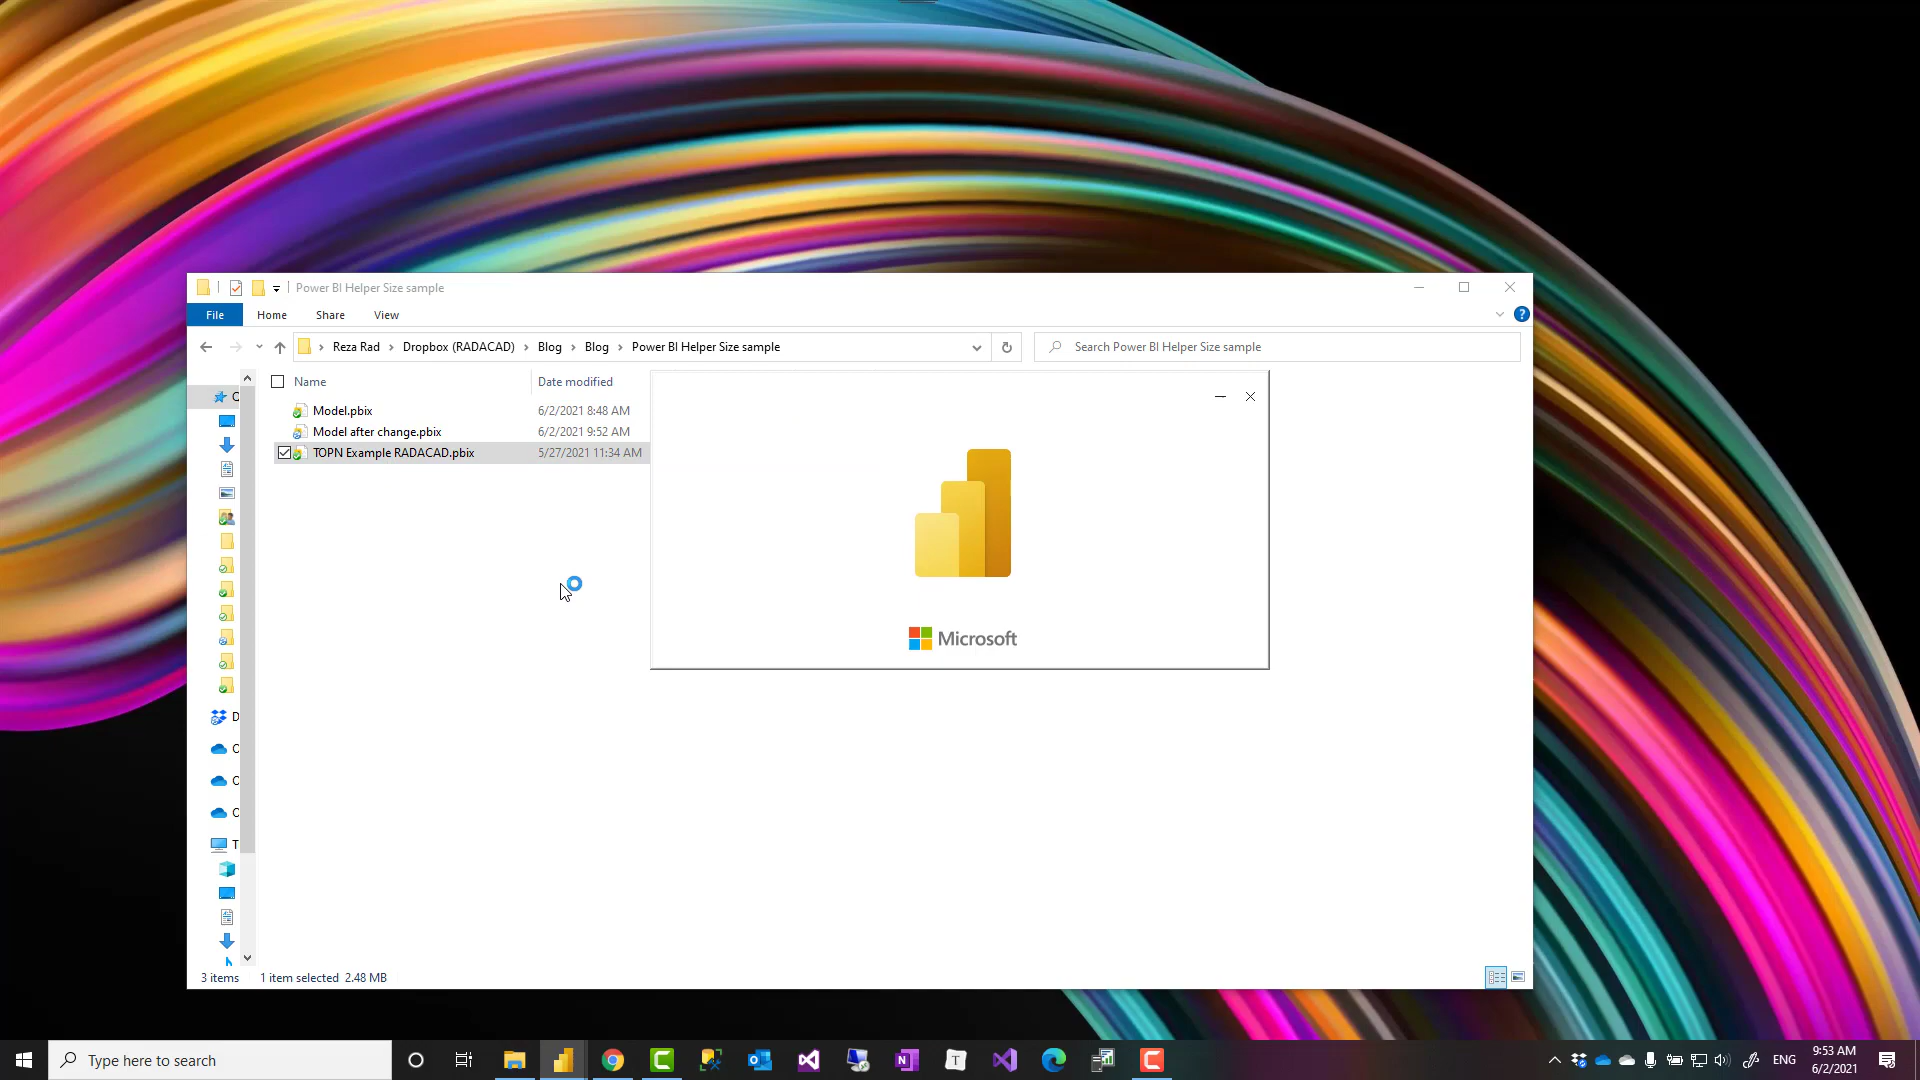 Power BI Helper Size sample
File Home Share View
Reza Rad Dropbox (RADACAD) Blog Blog Power BI Helper Size sample
Search Power BI Helper Size sample
Name Date modified
Model.pbix 6/2/2021 8:48 AM
Model after change.pbix 6/2/2021 9:52 AM
TOPN Example RADACAD.pbix 5/27/2021 11:34 AM
Microsoft
3 items 1 item selected 2.48 MB
Type here to search
ENG
9:53 AM
6/2/2021